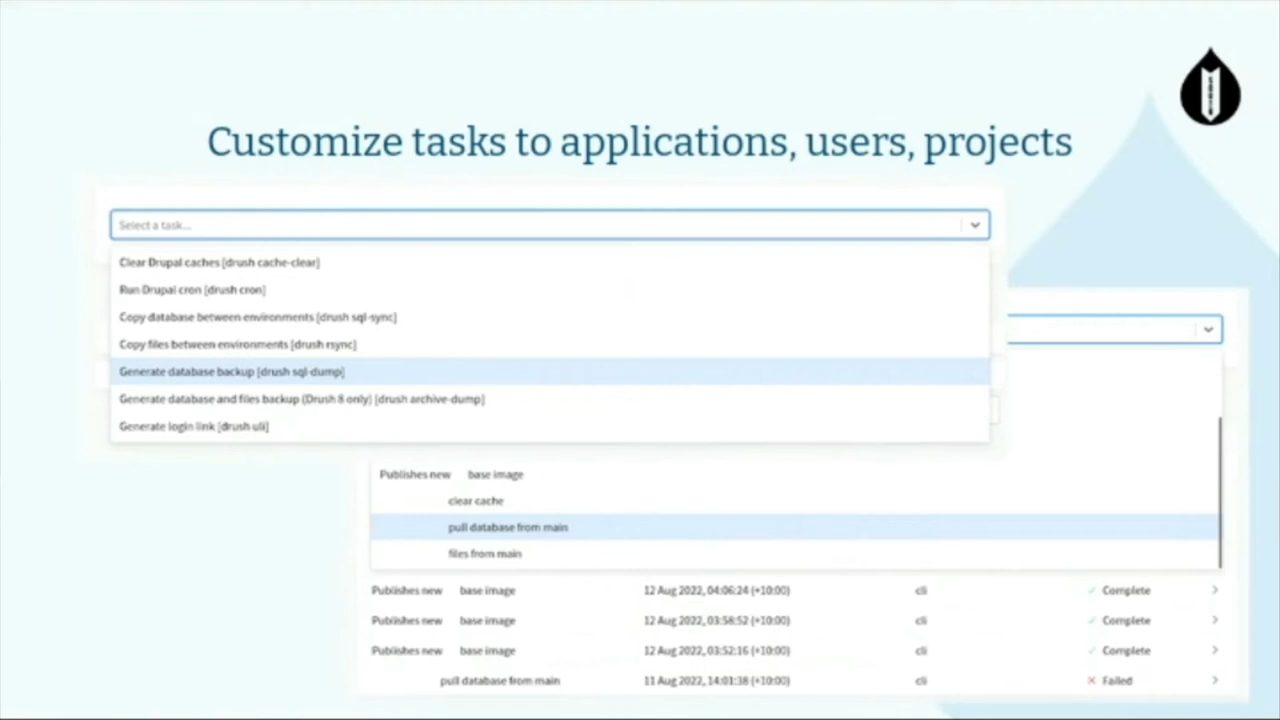 Customize tasks to applications, users, projects
Select a task...
Clear Drupal caches [drush cache-clear]
Run Drupal cron [drush cron]
Copy database between environments [drush sql-sync]
Copy files between environments [drush rsync]
Generate database backup [drush sql-dump]
Generate database and files backup (Drush 8 only) [drush archive-dump]
Generate login link [drush uli]
Publishes new base image
clear cache
pull database from main
files from main
Publishes new base image 12 Aug 2022, 04:06:24 (+10:00) cli Complete
Publishes new base image 12 Aug 2022, 03:58:52 (+10:00) cli Complete
Publishes new base image 12 Aug 2022, 03:52:16 (+10:00) cli Complete
pull database from main 11 Aug 2022, 14:01:38 (+10:00) cli Failed